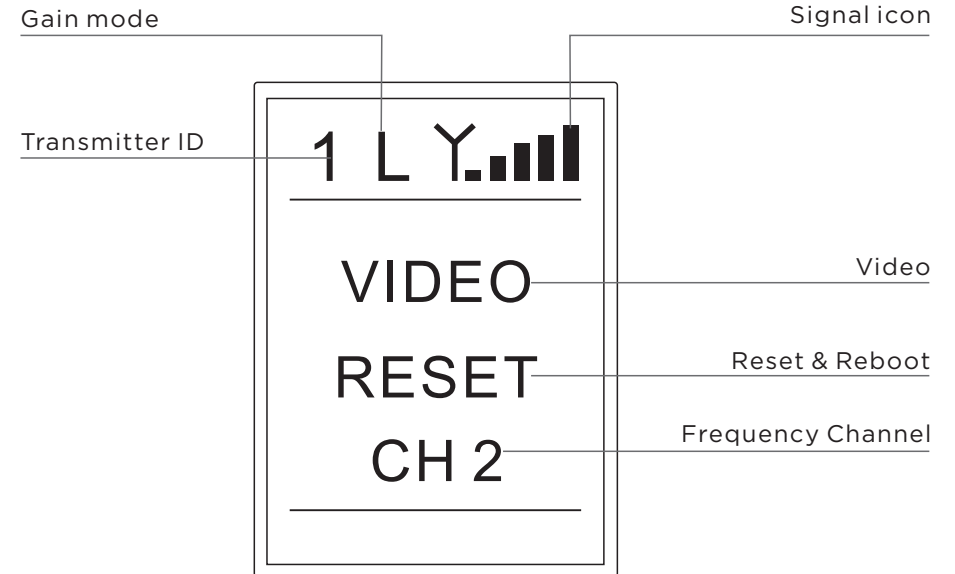 Gain mode
Signal icon
Transmitter ID
1 L
VIDEO
Video
RESET
Reset & Reboot
CH 2
Frequency Channel